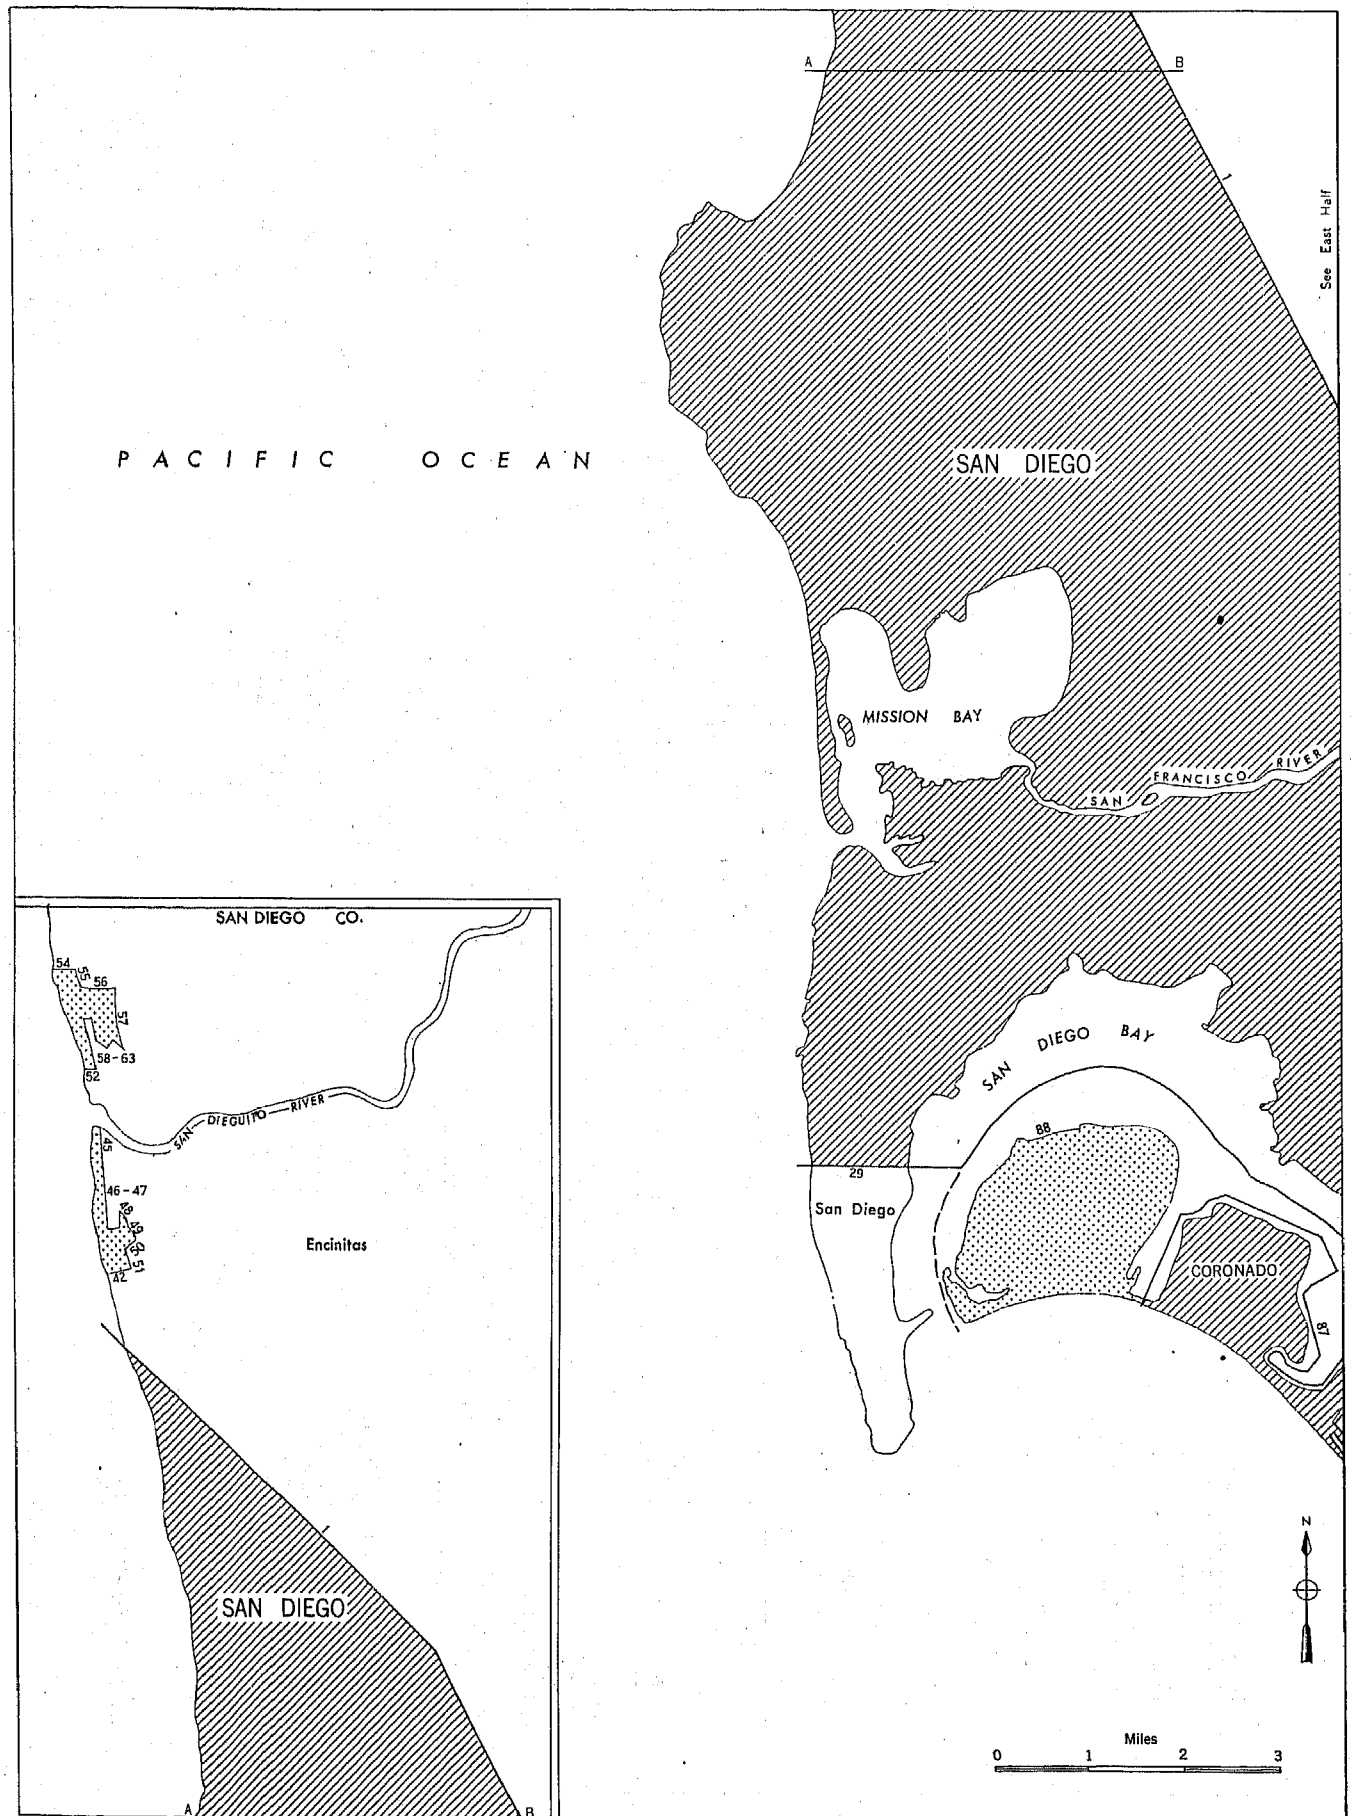 A B
1
See East Half
PACIFIC OCEAN
SAN DIEGO
MISSION BAY
SAN FRANCISCO RIVER
SAN DIEGO BAY
88
29
San Diego
CORONADO
87
N
Miles
0 1 2 3
SAN DIEGO CO.
54
55
56
57
58-63
52
SAN DIEGUITO RIVER
45
46-47
48
49
51
42
Encinitas
1
SAN DIEGO
A B